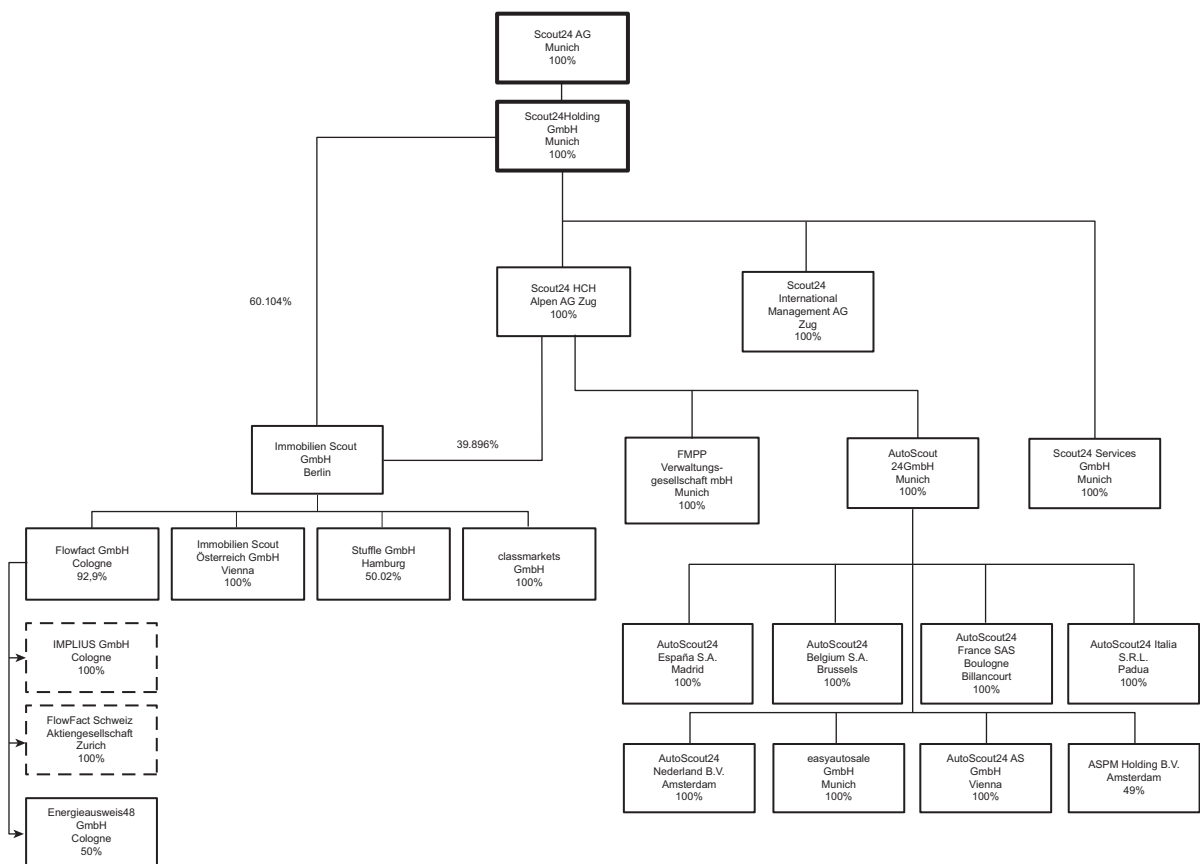 Scout24 AG
Munich
100%
Scout24Holding
GmbH
Munich
100%
60.104%
Scout24 HCH
Alpen AG Zug
100%
Scout24
International
Management AG
Zug
100%
39.896%
Immobilien Scout
GmbH
Berlin
FMPP
Verwaltungs-
gesellschaft mbH
Munich
100%
AutoScout
24GmbH
Munich
100%
Scout24 Services
GmbH
Munich
100%
Flowfact GmbH
Cologne
92,9%
Immobilien Scout
Österreich GmbH
Vienna
100%
Stuffle GmbH
Hamburg
50.02%
classmarkets
GmbH
100%
IMPLIUS GmbH
Cologne
100%
FlowFact Schweiz
Aktiengesellschaft
Zurich
100%
Energieausweis48
GmbH
Cologne
50%
AutoScout24
España S.A.
Madrid
100%
AutoScout24
Belgium S.A.
Brussels
100%
AutoScout24
France SAS
Boulogne
Billancourt
100%
AutoScout24 Italia
S.R.L.
Padua
100%
AutoScout24
Nederland B.V.
Amsterdam
100%
easyautosale
GmbH
Munich
100%
AutoScout24 AS
GmbH
Vienna
100%
ASPM Holding B.V.
Amsterdam
49%